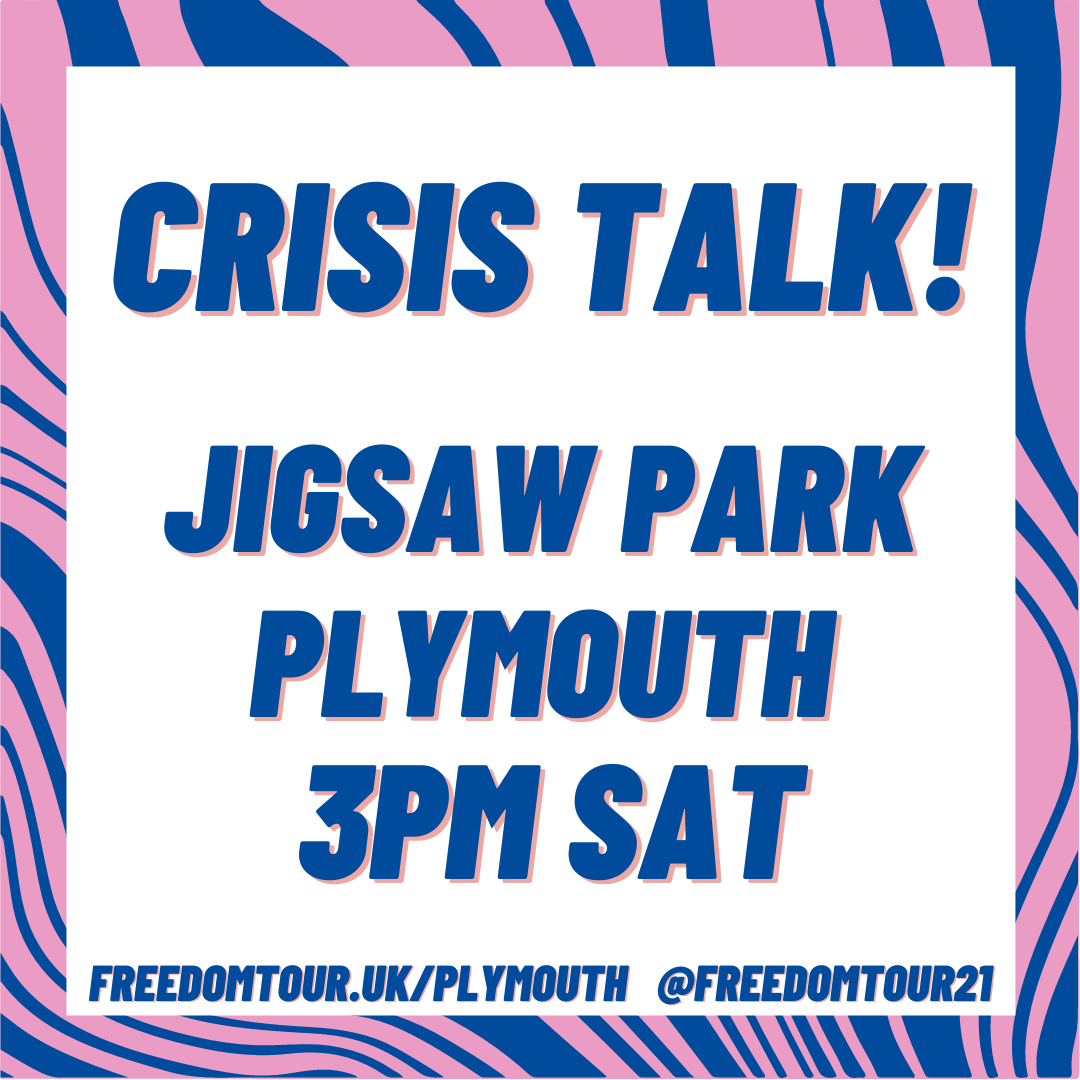 CRISIS TALK!
JIGSAW PARK
PLYMOUTH
3PM SAT
FREEDOMTOUR.UK/PLYMOUTH @FREEDOMTOUR21